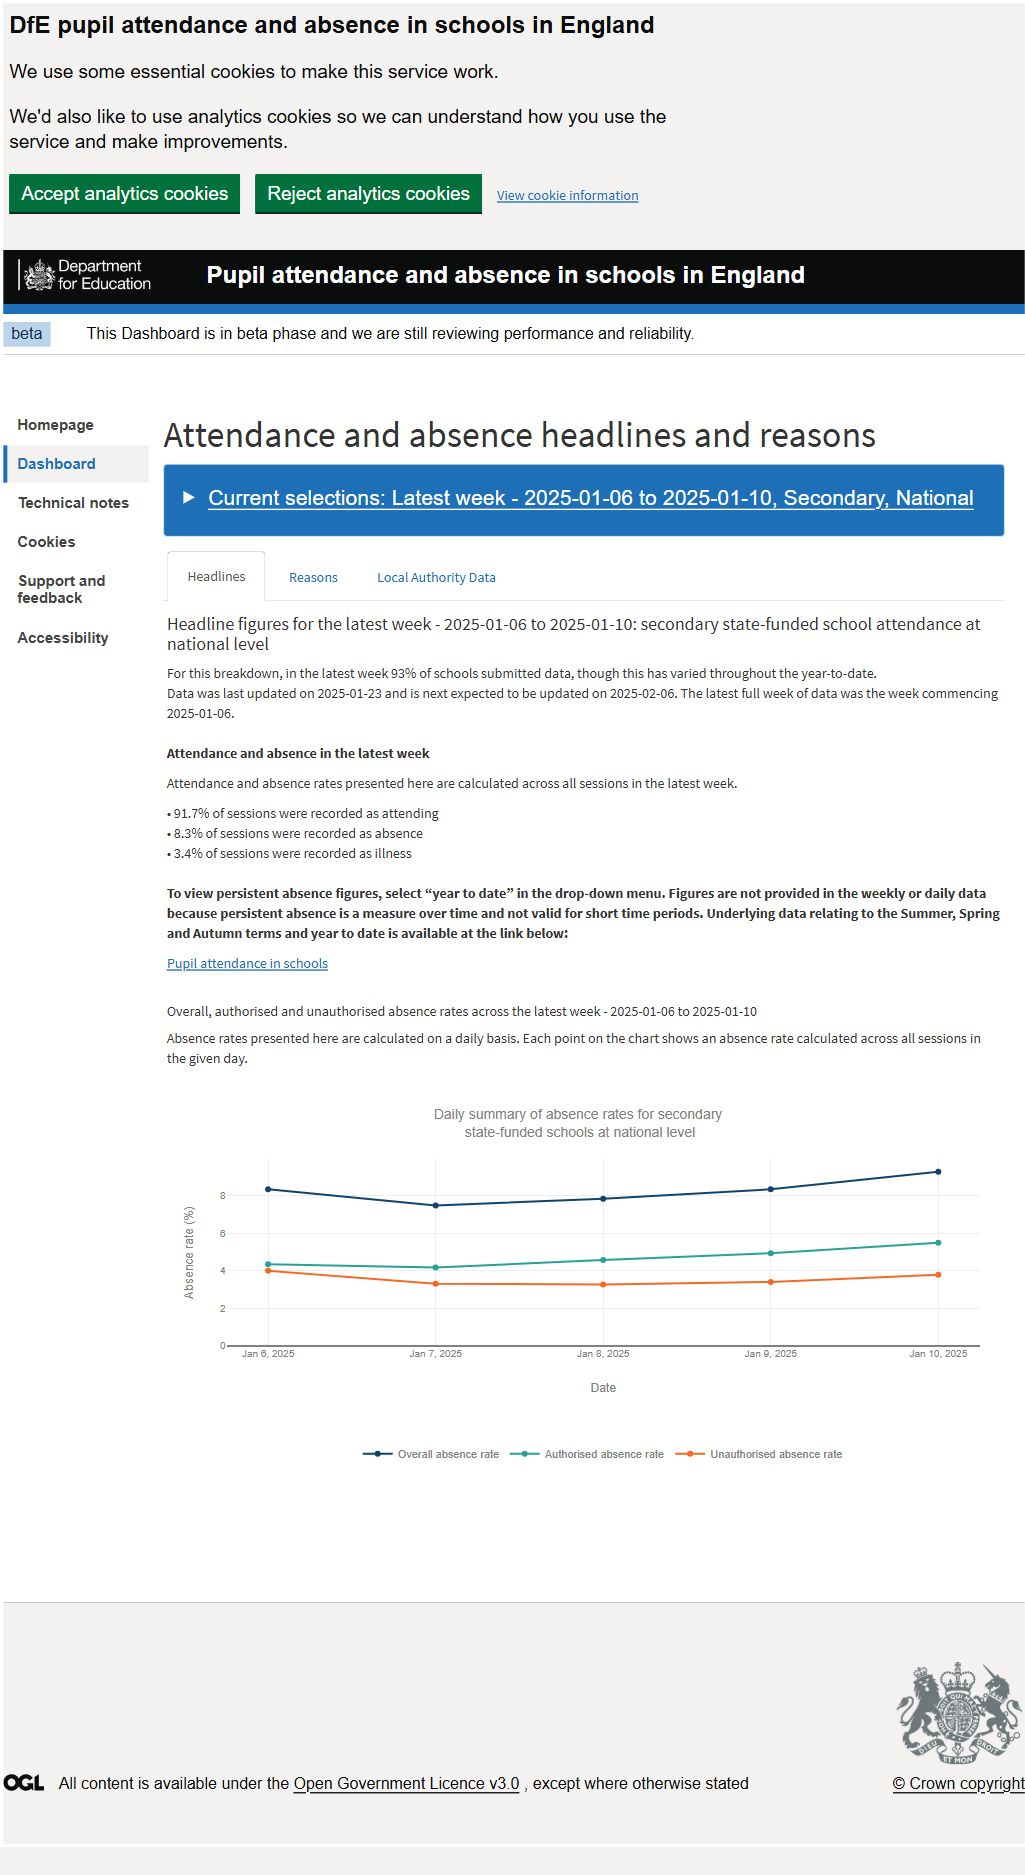 DfE pupil attendance and absence in schools in England
We use some essential cookies to make this service work.
We'd also like to use analytics cookies so we can understand how you use the
service and make improvements.
Accept analytics cookies
Reject analytics cookies
View cookie information
Department
for Education
Pupil attendance and absence in schools in England
beta
This Dashboard is in beta phase and we are still reviewing performance and reliability.
Homepage
Dashboard
Technical notes
Cookies
Support and
feedback
Accessibility
Attendance and absence headlines and reasons
Current selections: Latest week - 2025-01-06 to 2025-01-10, Secondary, National
Headlines
Reasons
Local Authority Data
Headline figures for the latest week - 2025-01-06 to 2025-01-10: secondary state-funded school attendance at
national level
For this breakdown, in the latest week 93% of schools submitted data, though this has varied throughout the year-to-date.
Data was last updated on 2025-01-23 and is next expected to be updated on 2025-02-06. The latest full week of data was the week commencing
2025-01-06.
Attendance and absence in the latest week
Attendance and absence rates presented here are calculated across all sessions in the latest week.
• 91.7% of sessions were recorded as attending
• 8.3% of sessions were recorded as absence
• 3.4% of sessions were recorded as illness
To view persistent absence figures, select “year to date” in the drop-down menu. Figures are not provided in the weekly or daily data
because persistent absence is a measure over time and not valid for short time periods. Underlying data relating to the Summer, Spring
and Autumn terms and year to date is available at the link below:
Pupil attendance in schools
Overall, authorised and unauthorised absence rates across the latest week - 2025-01-06 to 2025-01-10
Absence rates presented here are calculated on a daily basis. Each point on the chart shows an absence rate calculated across all sessions in
the given day.
Daily summary of absence rates for secondary
state-funded schools at national level
Absence rate (%)
8
6
4
2
0
Jan 6, 2025
Jan 7, 2025
Jan 8, 2025
Jan 9, 2025
Jan 10, 2025
Date
Overall absence rate
Authorised absence rate
Unauthorised absence rate
DIEU ET MON DROIT
OGL
All content is available under the Open Government Licence v3.0 , except where otherwise stated
© Crown copyright